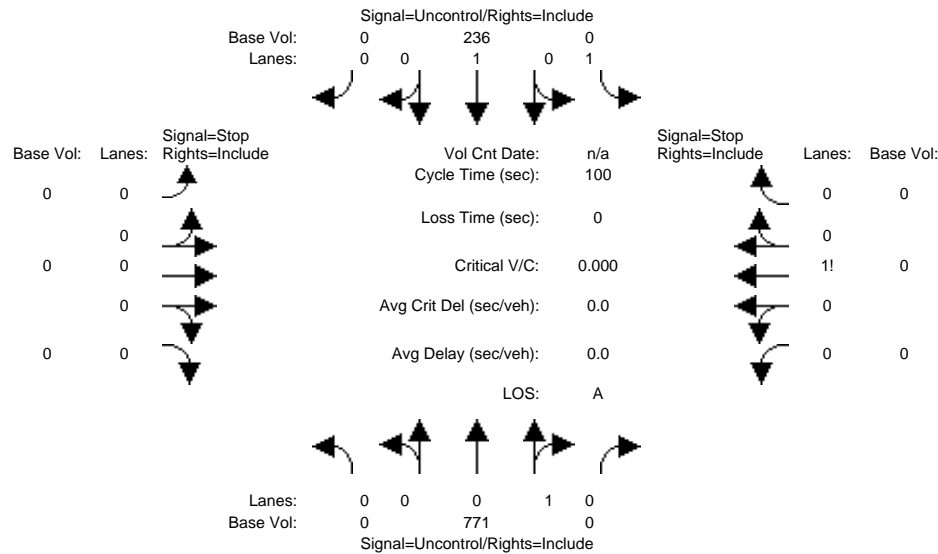 Signal=Uncontrol/Rights=Include
Base Vol: 0 236 0
Lanes: 0 0 1 0 1
Signal=Stop Signal=Stop
Base Vol: Lanes: Rights=Include Vol Cnt Date: n/a Rights=Include Lanes: Base Vol:
Cycle Time (sec): 100
0 0 0 0
Loss Time (sec): 0
0 0
0 0 Critical V/C: 0.000 1! 0
0 Avg Crit Del (sec/veh): 0.0 0
0 0 Avg Delay (sec/veh): 0.0 0 0
LOS: A
Lanes: 0 0 0 1 0
Base Vol: 0 771 0
Signal=Uncontrol/Rights=Include